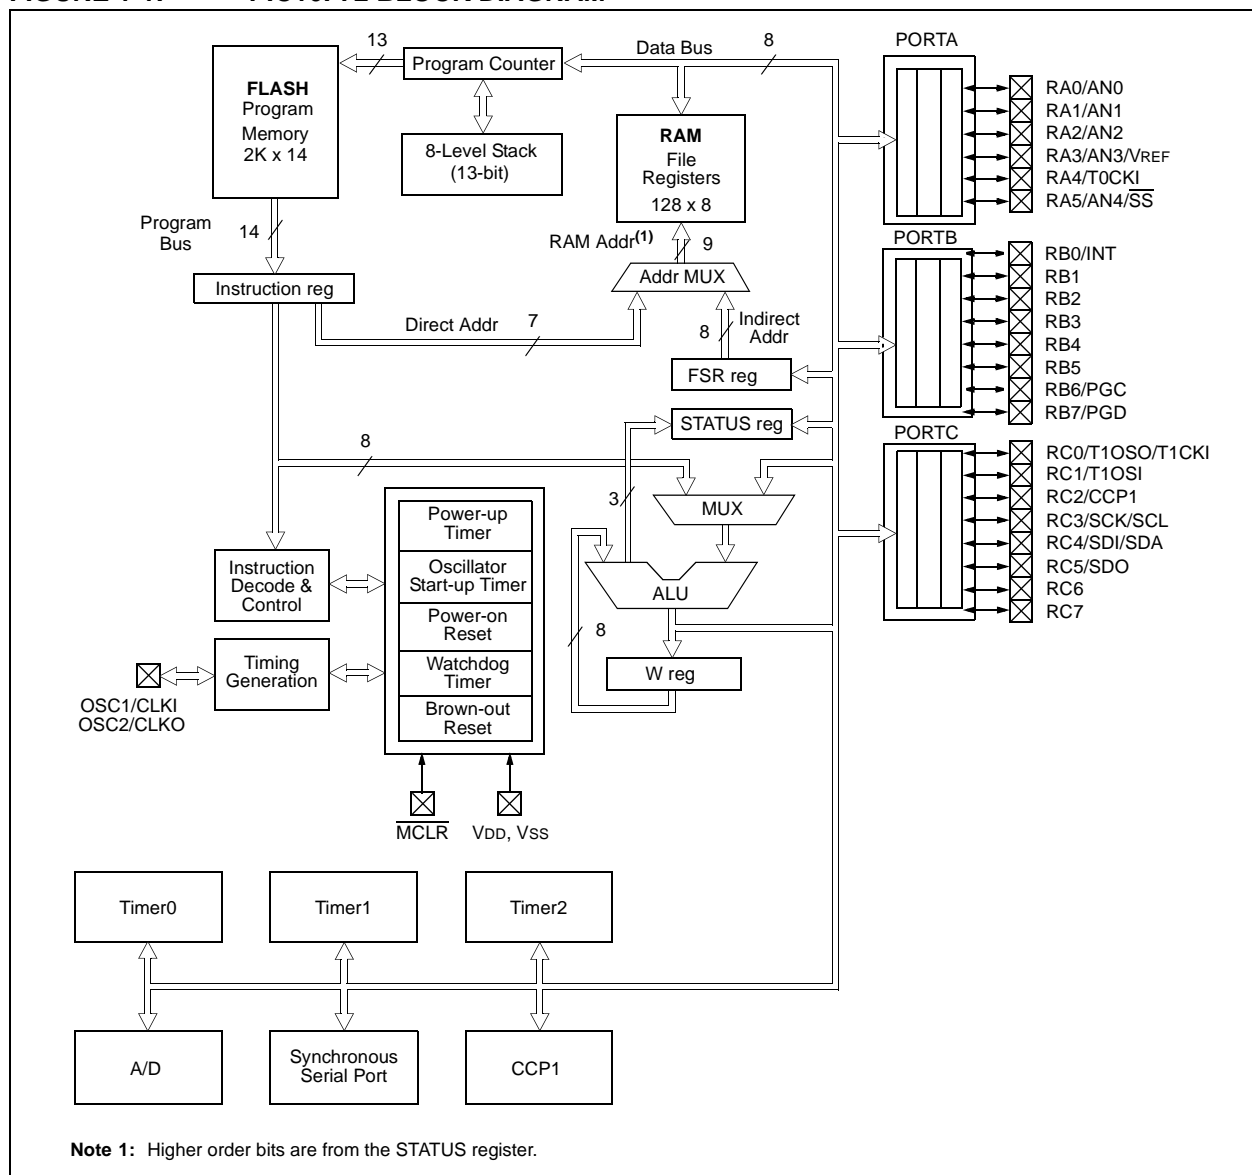 13
Data Bus
8
PORTA
FLASH
Program
Memory
2K x 14
Program Counter
8-Level Stack
(13-bit)
RAM
File
Registers
128 x 8
RA0/AN0
RA1/AN1
RA2/AN2
RA3/AN3/VREF
RA4/T0CKI
RA5/AN4/SS
Program
Bus
14
RAM Addr(1)
9
PORTB
RB0/INT
RB1
RB2
RB3
RB4
RB5
RB6/PGC
RB7/PGD
Instruction reg
Addr MUX
Direct Addr
7
8
Indirect
Addr
FSR reg
STATUS reg
PORTC
RC0/T1OSO/T1CKI
RC1/T1OSI
RC2/CCP1
RC3/SCK/SCL
RC4/SDI/SDA
RC5/SDO
RC6
RC7
8
3
MUX
Power-up
Timer
Oscillator
Start-up Timer
Power-on
Reset
Watchdog
Timer
Brown-out
Reset
Instruction
Decode &
Control
ALU
8
W reg
Timing
Generation
OSC1/CLKI
OSC2/CLKO
MCLR
VDD, VSS
Timer0
Timer1
Timer2
A/D
Synchronous
Serial Port
CCP1
Note 1: Higher order bits are from the STATUS register.